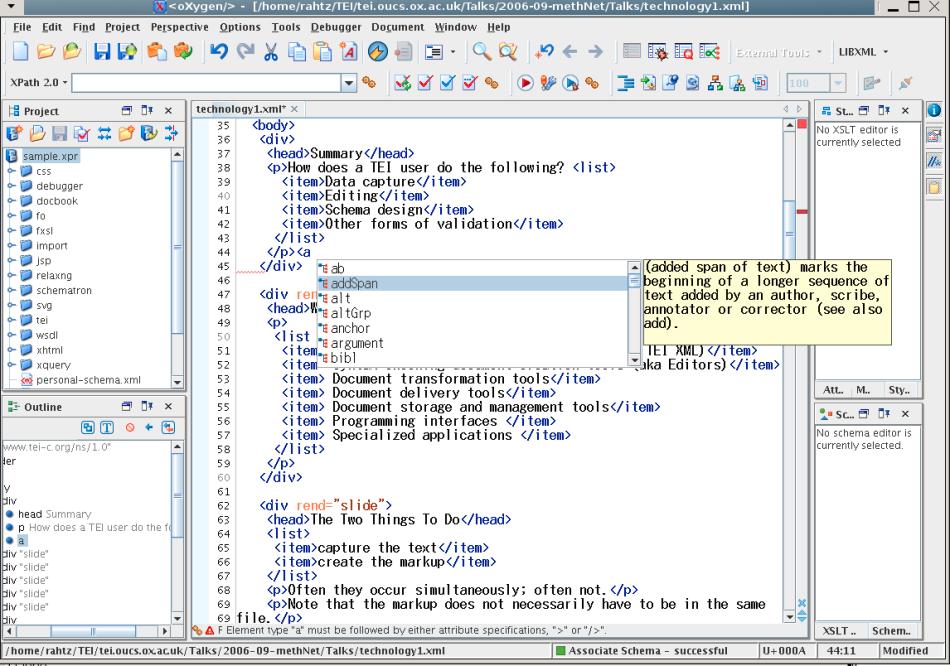 <oXygen/> - [/home/rahtz/TEI/tei.oucs.ox.ac.uk/Talks/2006-09-methNet/Talks/technology1.xml]
File Edit Find Project Perspective Options Tools Debugger Document Window Help
External Tools LIBXML
XPath 2.0
100
Project
sample.xpr
css
debugger
docbook
fo
fxsl
import
jsp
relaxng
schematron
svg
tei
wsdl
xhtml
xquery
personal-schema.xml
Outline
www.tei-c.org/ns/1.0"
der
y
div
head Summary
p How does a TEI user do the fo
a
div "slide"
div "slide"
div "slide"
div "slide"
div "slide"
div
technology1.xml*
35 <body>
36 <div>
37 <head>Summary</head>
38 <p>How does a TEI user do the following? <list>
39 <item>Data capture</item>
40 <item>Editing</item>
41 <item>Schema design</item>
42 <item>Other forms of validation</item>
43 </list>
44 </p><a
45 </div>
46
47 <div ren
48 <head>W
49 <p>
50 <list
51 <item TEI XML)</item>
52 <item (aka Editors)</item>
53 <item> Document transformation tools</item>
54 <item> Document delivery tools</item>
55 <item> Document storage and management tools</item>
56 <item> Programming interfaces </item>
57 <item> Specialized applications </item>
58 </list>
59 </p>
60 </div>
61
62 <div rend="slide">
63 <head>The Two Things To Do</head>
64 <list>
65 <item>capture the text</item>
66 <item>create the markup</item>
67 </list>
68 <p>Often they occur simultaneously; often not.</p>
69 <p>Note that the markup does not necessarily have to be in the same
file.</p>
ab
addSpan
alt
altGrp
anchor
argument
bibl
(added span of text) marks the
beginning of a longer sequence of
text added by an author, scribe,
annotator or corrector (see also
add).
F Element type "a" must be followed by either attribute specifications, ">" or "/>".
St..
No XSLT editor is
currently selected
Att.. M.. Sty..
Sc...
No schema editor is
currently selected.
XSLT .. Schem..
/home/rahtz/TEI/tei.oucs.ox.ac.uk/Talks/2006-09-methNet/Talks/technology1.xml Associate Schema - successful U+000A 44:11 Modified